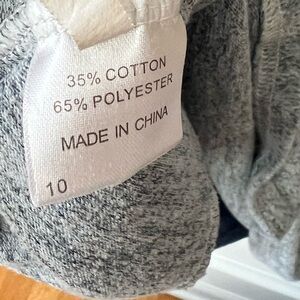 35% COTTON
65% POLYESTER
MADE IN CHINA
10